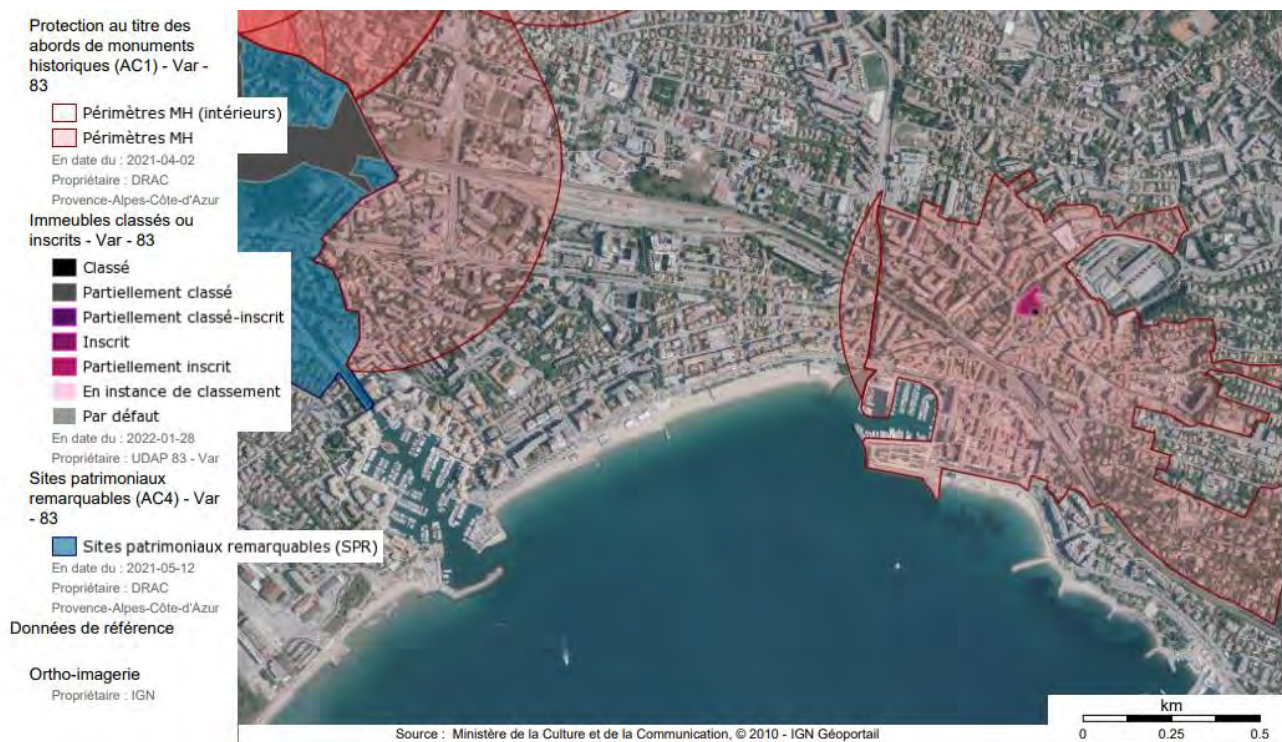 Protection au titre des
abords de monuments
historiques (AC1) - Var -
83
Périmètres MH (intérieurs)
Périmètres MH
En date du : 2021-04-02
Propriétaire : DRAC
Provence-Alpes-Côte-d'Azur
Immeubles classés ou
inscrits - Var - 83
Classé
Partiellement classé
Partiellement classé-inscrit
Inscrit
Partiellement inscrit
En instance de classement
Par défaut
En date du : 2022-01-28
Propriétaire : UDAP 83 - Var
Sites patrimoniaux
remarquables (AC4) - Var
- 83
Sites patrimoniaux remarquables (SPR)
En date du : 2021-05-12
Propriétaire : DRAC
Provence-Alpes-Côte-d'Azur
Données de référence
Ortho-imagerie
Propriétaire : IGN
km
0 0.25 0.5
Source : Ministère de la Culture et de la Communication, © 2010 - IGN Géoportail